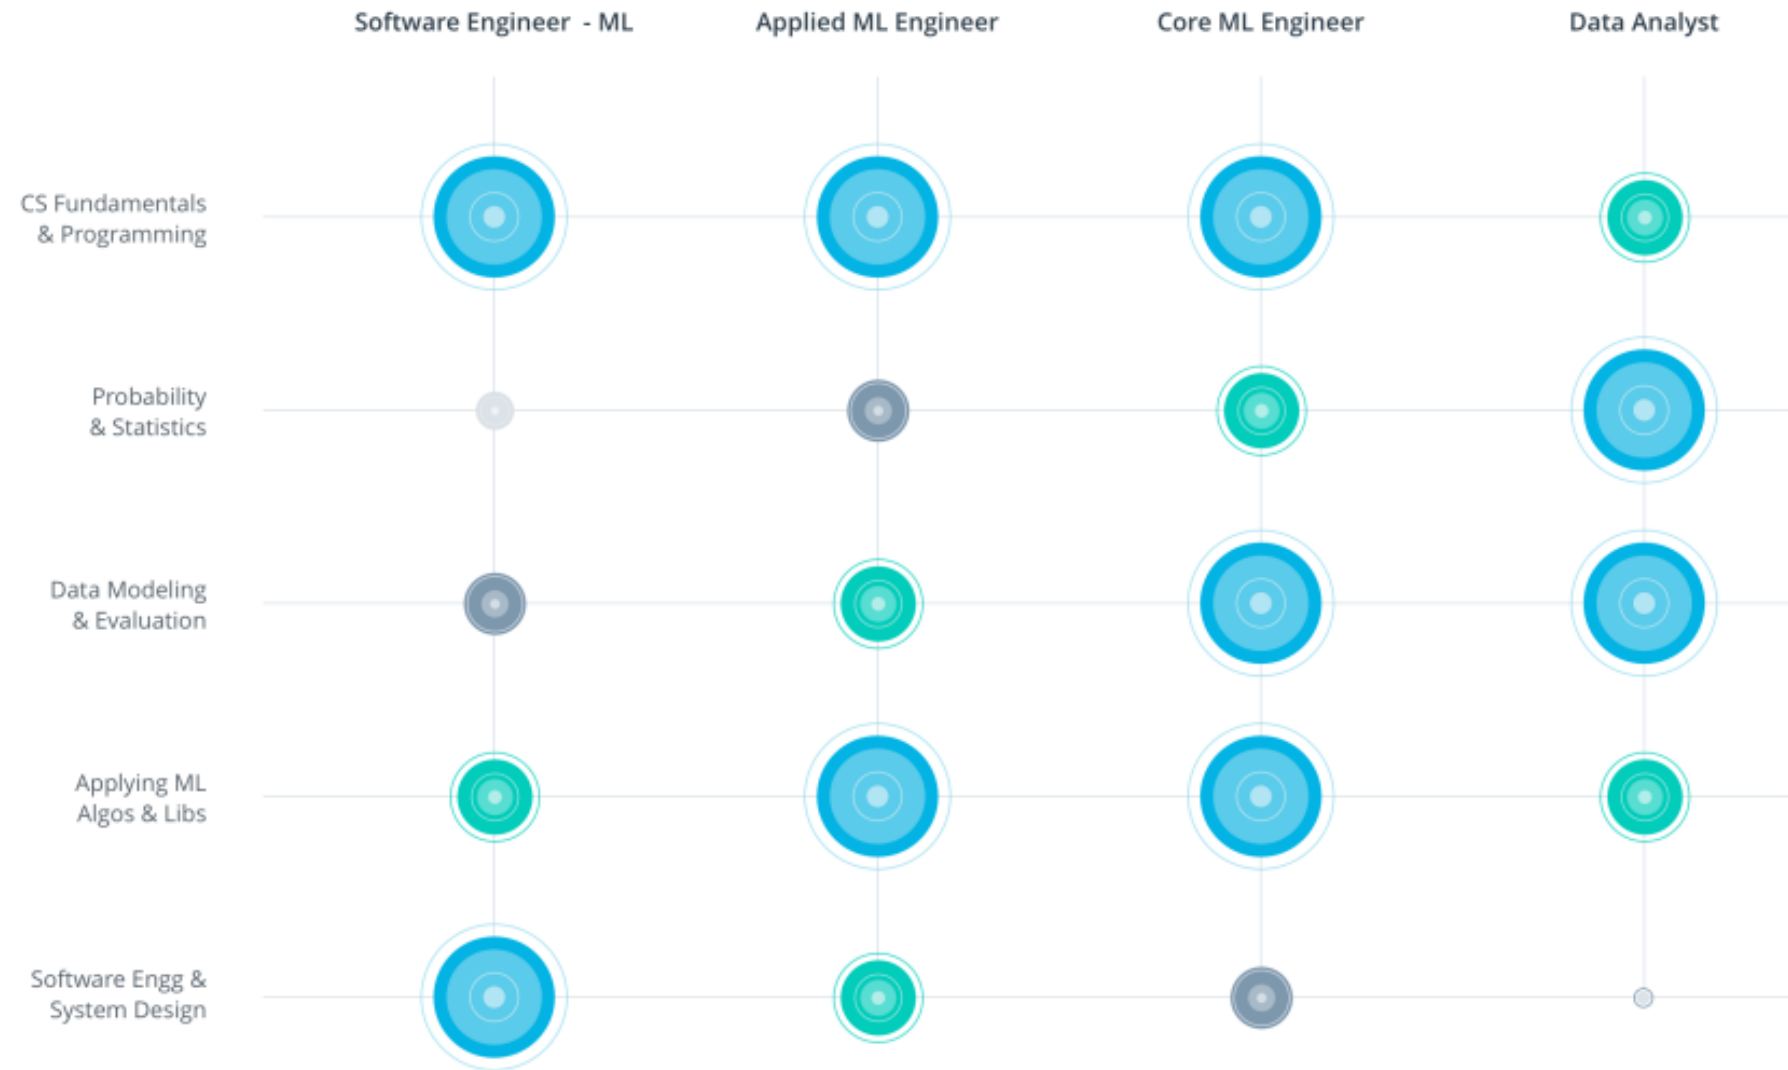 Software Engineer - ML
Applied ML Engineer
Core ML Engineer
Data Analyst
CS Fundamentals
& Programming
Probability
& Statistics
Data Modeling
& Evaluation
Applying ML
Algos & Libs
Software Engg &
System Design